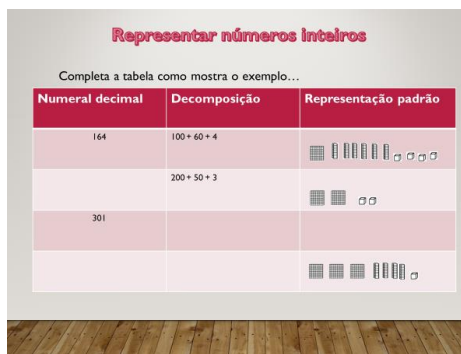 Representar números inteiros
Completa a tabela como mostra o exemplo…
Numeral decimal Decomposição Representação padrão
164 100 + 60 + 4
200 + 50 + 3
301